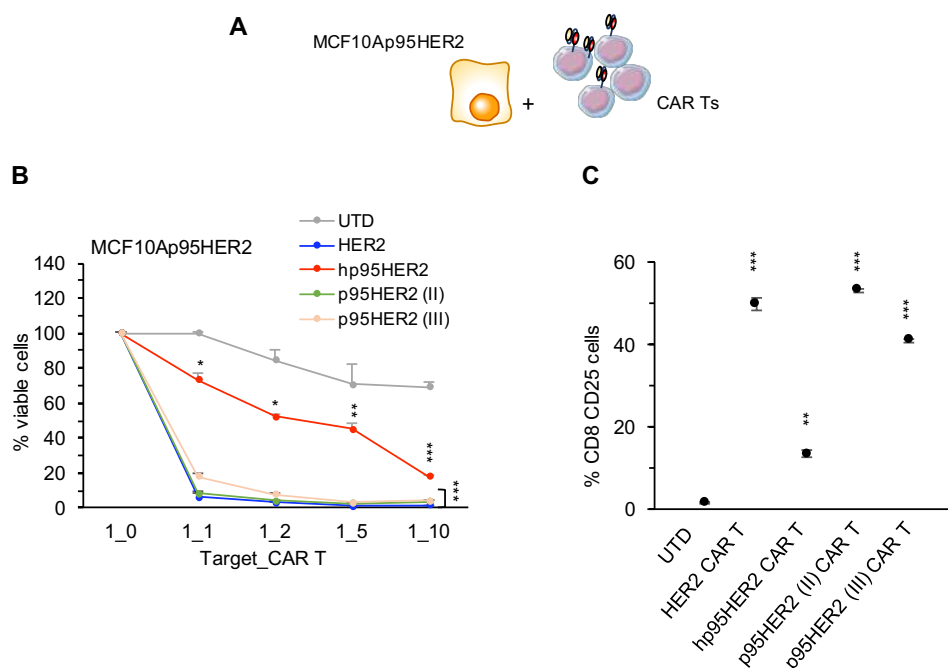 A
MCF10Ap95HER2
+
CAR Ts
B
MCF10Ap95HER2
UTD
HER2
hp95HER2
p95HER2 (II)
p95HER2 (III)
% viable cells
140
120
100
80
60
40
20
0
*
*
**
***
***
1_0 1_1 1_2 1_5 1_10
Target_CAR T
C
% CD8 CD25 cells
60
40
20
0
***
**
***
***
UTD
HER2 CAR T
hp95HER2 CAR T
p95HER2 (II) CAR T
p95HER2 (III) CAR T